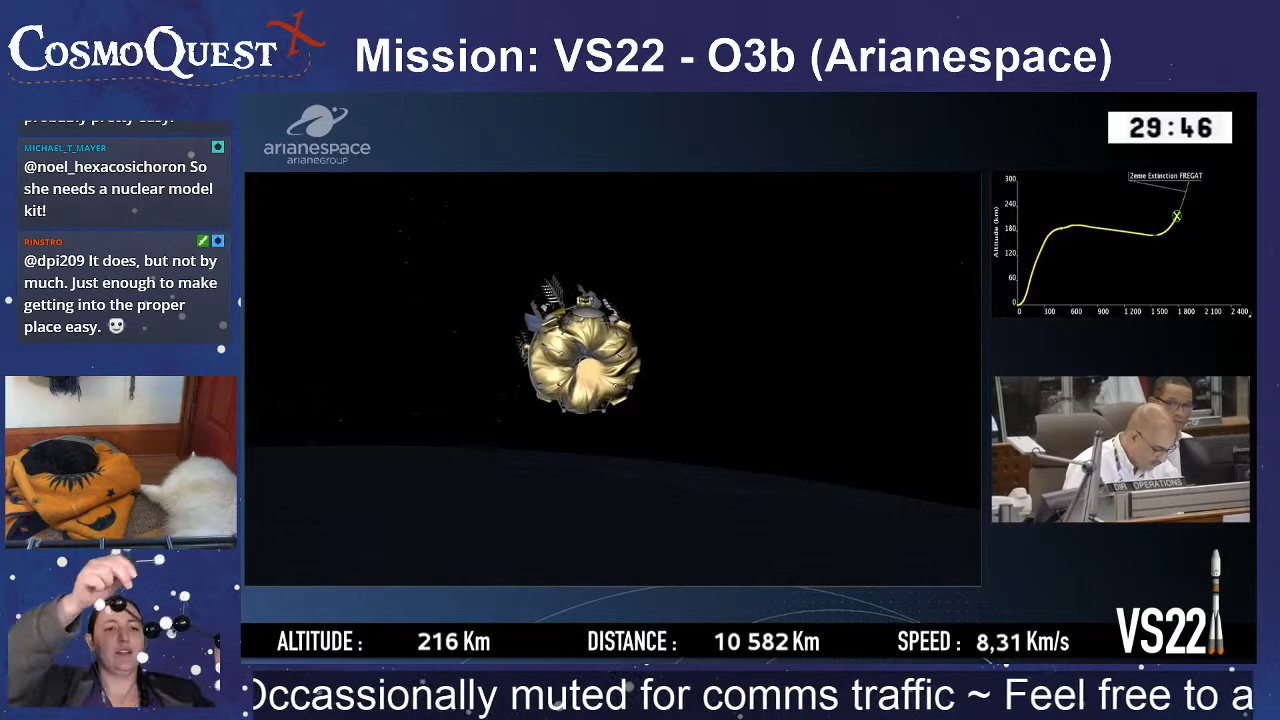 COSMOQUEST X
Mission: VS22 - O3b (Arianespace)
probably pretty easy.
MICHAEL_T_MAYER
@noel_hexacosichoron So
she needs a nuclear model
kit!
RINSTRO
@dpi209 It does, but not by
much. Just enough to make
getting into the proper
place easy.
arianespace
arianeGROUP
29:46
2eme Extinction FREGAT
Altitude (km)
300
240
180
120
60
0
0 300 600 900 1 200 1 500 1 800 2 100 2 400
DIR OPERATIONS
VS22
ALTITUDE : 216 Km DISTANCE : 10 582 Km SPEED : 8,31 Km/s
Occassionally muted for comms traffic ~ Feel free to a